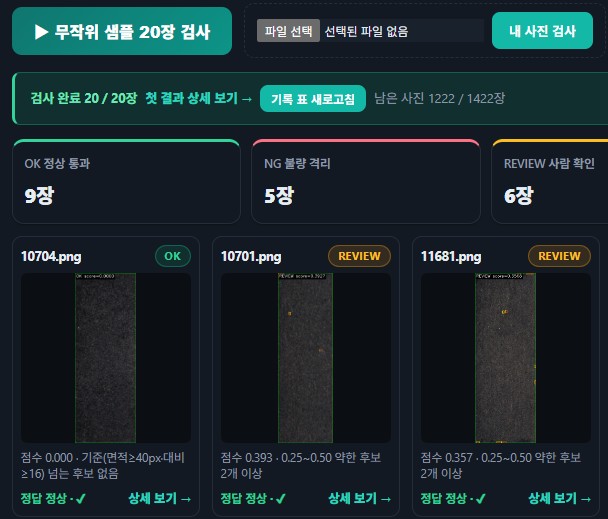 ▶ 무작위 샘플 20장 검사
파일 선택 선택된 파일 없음
내 사진 검사
검사 완료 20 / 20장 첫 결과 상세 보기 → 기록 표 새로고침 남은 사진 1222 / 1422장
OK 정상 통과
9장
NG 불량 격리
5장
REVIEW 사람 확인
6장
10704.png OK
OK score=0.0000
점수 0.000 · 기준(면적≥40px·대비
≥16) 넘는 후보 없음
정답 정상 · ✓ 상세 보기 →
10701.png REVIEW
REVIEW score=0.3927
점수 0.393 · 0.25~0.50 약한 후보
2개 이상
정답 정상 · ✓ 상세 보기 →
11681.png REVIEW
점수 0.357 · 0.25~0.50 약한 후보
2개 이상
정답 정상 · ✓ 상세 보기 →